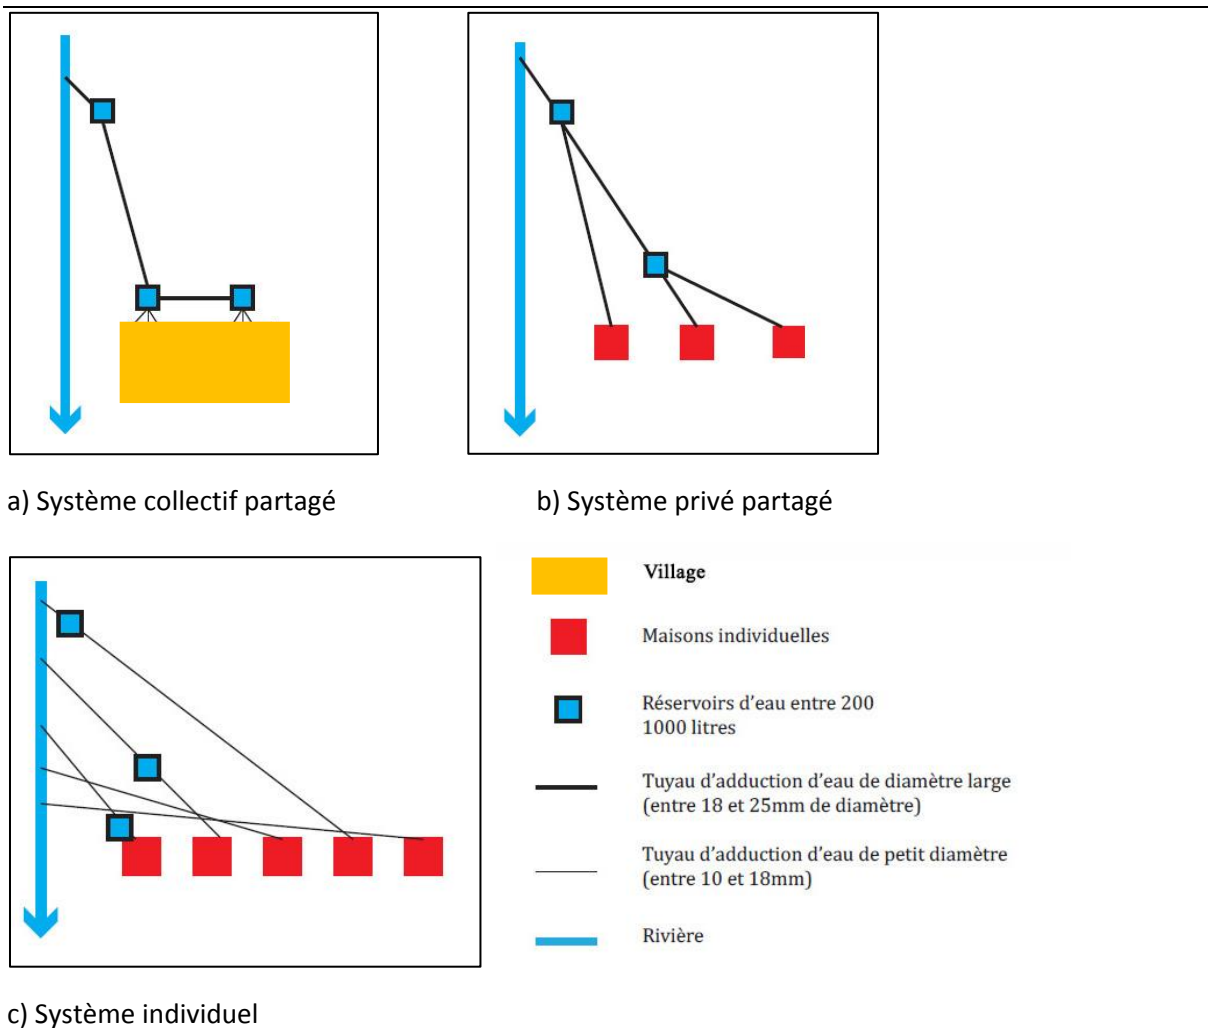 a) Système collectif partagé
b) Système privé partagé
Village
Maisons individuelles
Réservoirs d'eau entre 200
1000 litres
Tuyau d'adduction d'eau de diamètre large
(entre 18 et 25mm de diamètre)
Tuyau d'adduction d'eau de petit diamètre
(entre 10 et 18mm)
Rivière
c) Système individuel